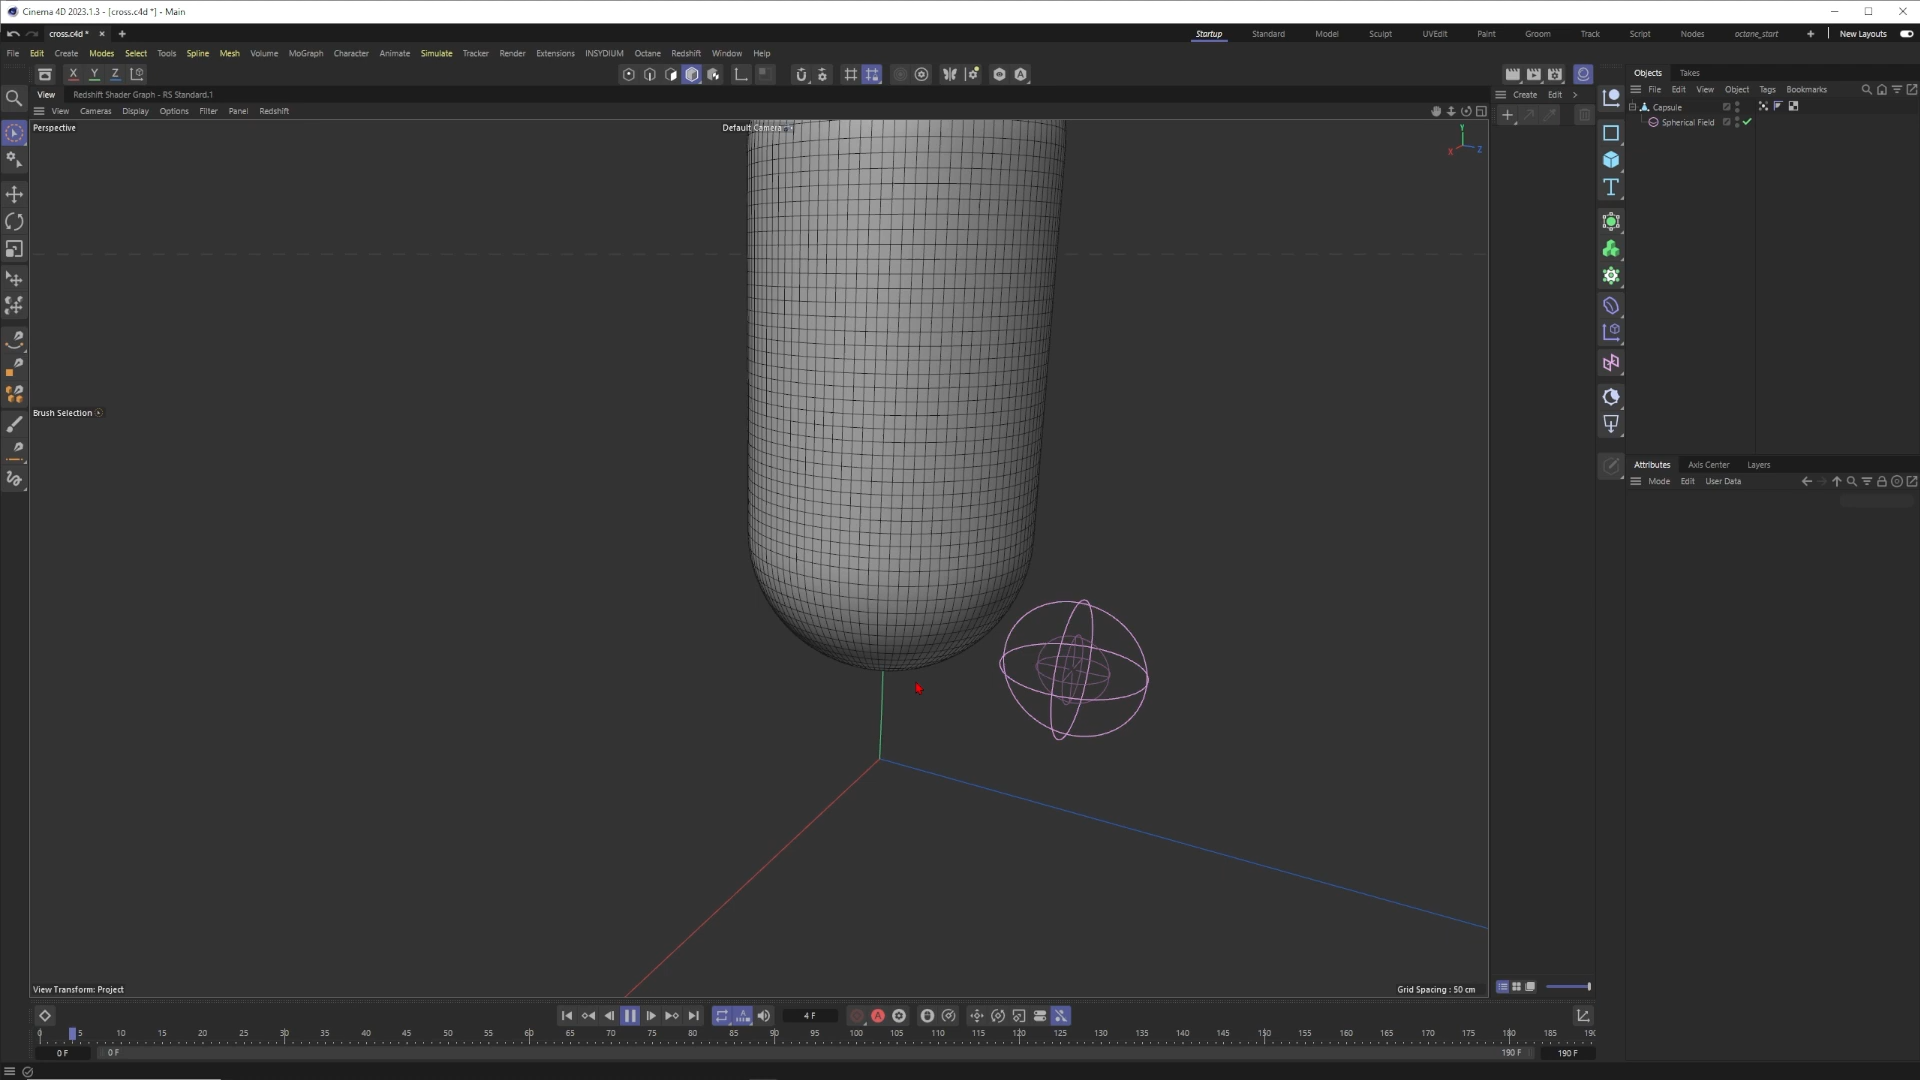 Cinema 4D 2023.1.3 - [cross.c4d *] - Main
cross.c4d *
Startup Standard Model Sculpt UVEdit Paint Groom Track Script Nodes octane_start New Layouts
File Edit Create Modes Select Tools Spline Mesh Volume MoGraph Character Animate Simulate Tracker Render Extensions INSYDIUM Octane Redshift Window Help
X Y Z
Objects Takes
View Redshift Shader Graph - RS Standard.1
Create Edit
File Edit View Object Tags Bookmarks
View Cameras Display Options Filter Panel Redshift
Capsule
Spherical Field
Perspective
Default Camera
Y
X Z
Brush Selection
Attributes Axis Center Layers
Mode Edit User Data
View Transform: Project
Grid Spacing : 50 cm
4 F
0 5 10 15 20 25 30 35 40 45 50 55 60 65 70 75 80 85 90 95 100 105 110 115 120 125 130 135 140 145 150 155 160 165 170 175 180 185 190
0 F 0 F 190 F 190 F